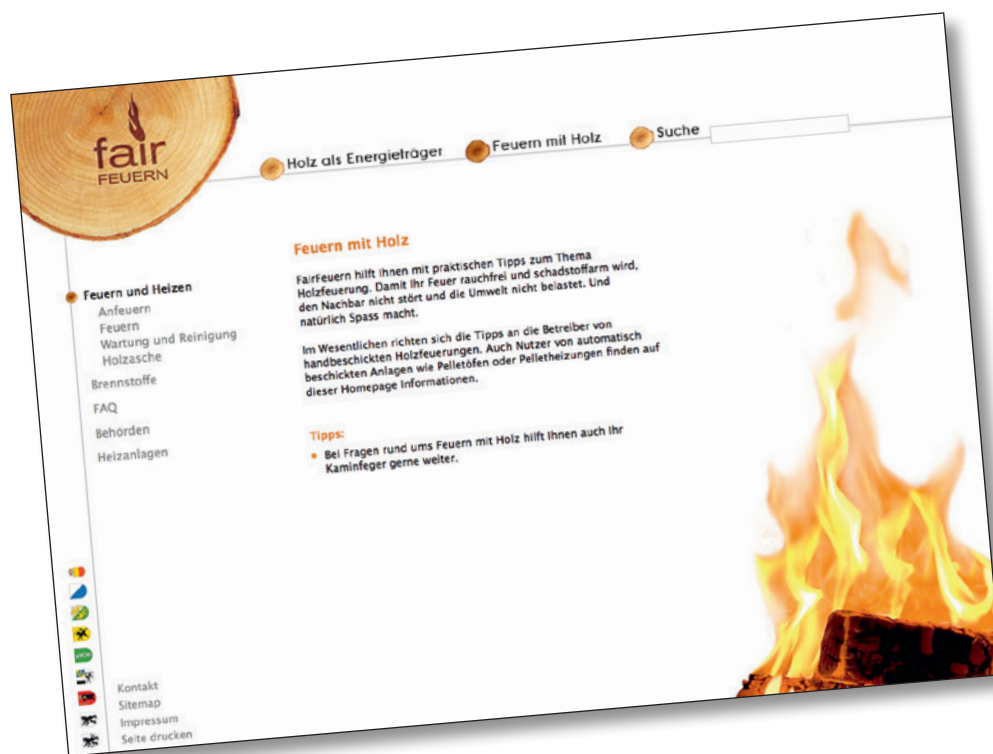 fair
FEUERN
Holz als Energieträger
Feuern mit Holz
Suche
Feuern und Heizen
Anfeuern
Feuern
Wartung und Reinigung
Holzasche
Brennstoffe
FAQ
Behörden
Heizanlagen
Feuern mit Holz
FairFeuern hilft Ihnen mit praktischen Tipps zum Thema
Holzfeuerung. Damit Ihr Feuer rauchfrei und schadstoffarm wird,
den Nachbar nicht stört und die Umwelt nicht belastet. Und
natürlich Spass macht.
Im Wesentlichen richten sich die Tipps an die Betreiber von
handbeschickten Holzfeuerungen. Auch Nutzer von automatisch
beschickten Anlagen wie Pelletöfen oder Pelletheizungen finden auf
dieser Homepage Informationen.
Tipps:
Bei Fragen rund ums Feuern mit Holz hilft Ihnen auch Ihr
Kaminfeger gerne weiter.
Kontakt
Sitemap
Impressum
Seite drucken